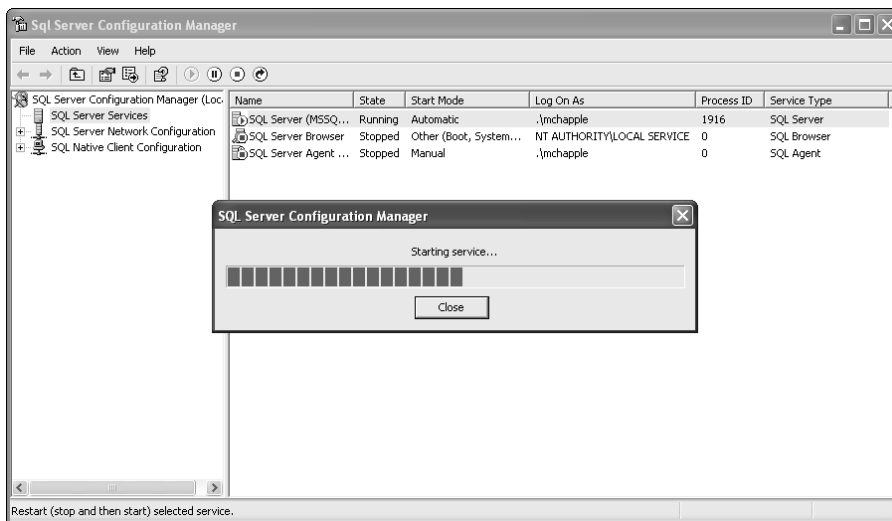 Sql Server Configuration Manager
File Action View Help
SQL Server Configuration Manager (Loc
SQL Server Services
SQL Server Network Configuration
SQL Native Client Configuration
Name State Start Mode Log On As Process ID Service Type
SQL Server (MSSQ... Running Automatic .\mchapple 1916 SQL Server
SQL Server Browser Stopped Other (Boot, System... NT AUTHORITY\LOCAL SERVICE 0 SQL Browser
SQL Server Agent ... Stopped Manual .\mchapple 0 SQL Agent
SQL Server Configuration Manager
Starting service...
Close
Restart (stop and then start) selected service.